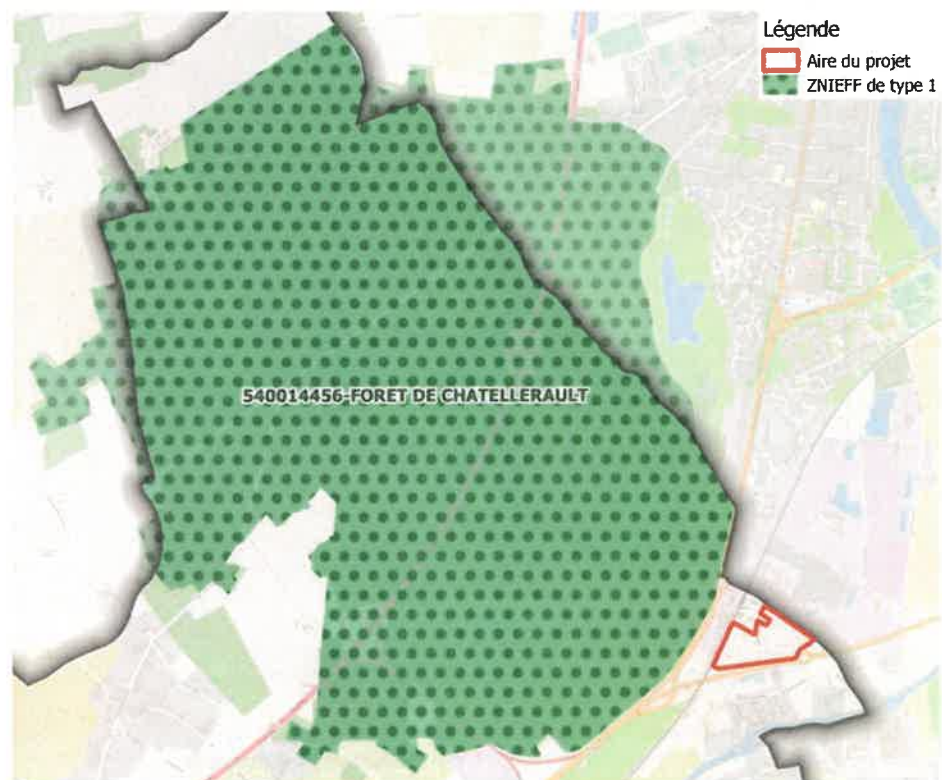 Légende
Aire du projet
ZNIEFF de type 1
540014456-FORET DE CHATELLERAULT